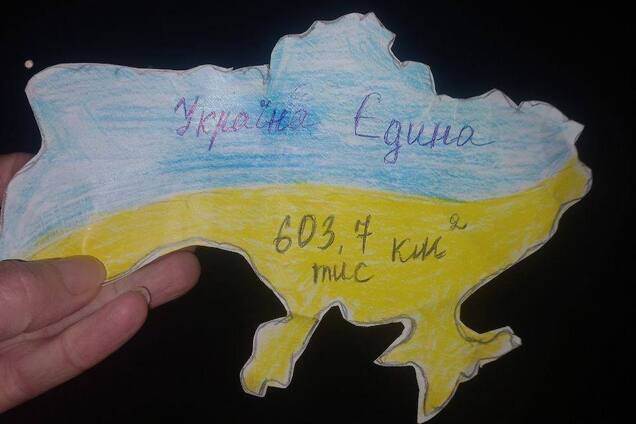 Україна Єдина
603,7 км²
тис